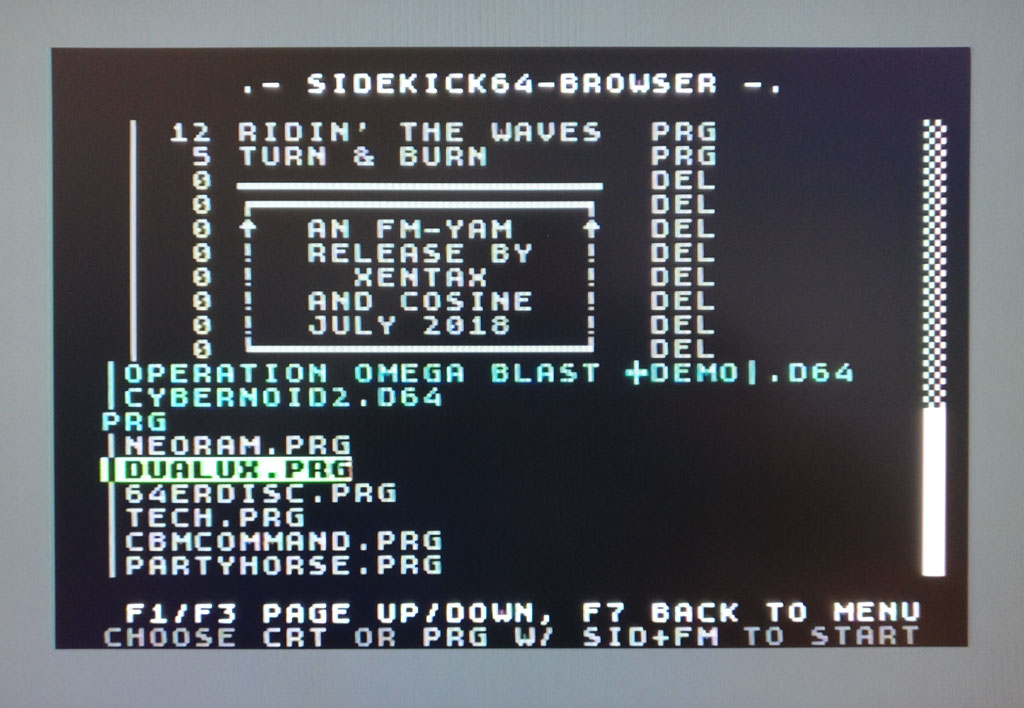 .- SIDEKICK64-BROWSER -.
12 RIDIN' THE WAVES PRG
5 TURN & BURN PRG
0 DEL
0 DEL
0 AN FM-YAM DEL
0 ! RELEASE BY ! DEL
0 ! XENTAX ! DEL
0 ! AND COSINE ! DEL
0 ! JULY 2018 ! DEL
0 DEL
OPERATION OMEGA BLAST +DEMO|.D64
CYBERNOID2.D64
PRG
NEORAM.PRG
DUALUX.PRG
64ERDISC.PRG
TECH.PRG
CBMCOMMAND.PRG
PARTYHORSE.PRG
F1/F3 PAGE UP/DOWN, F7 BACK TO MENU
CHOOSE CRT OR PRG W/ SID+FM TO START